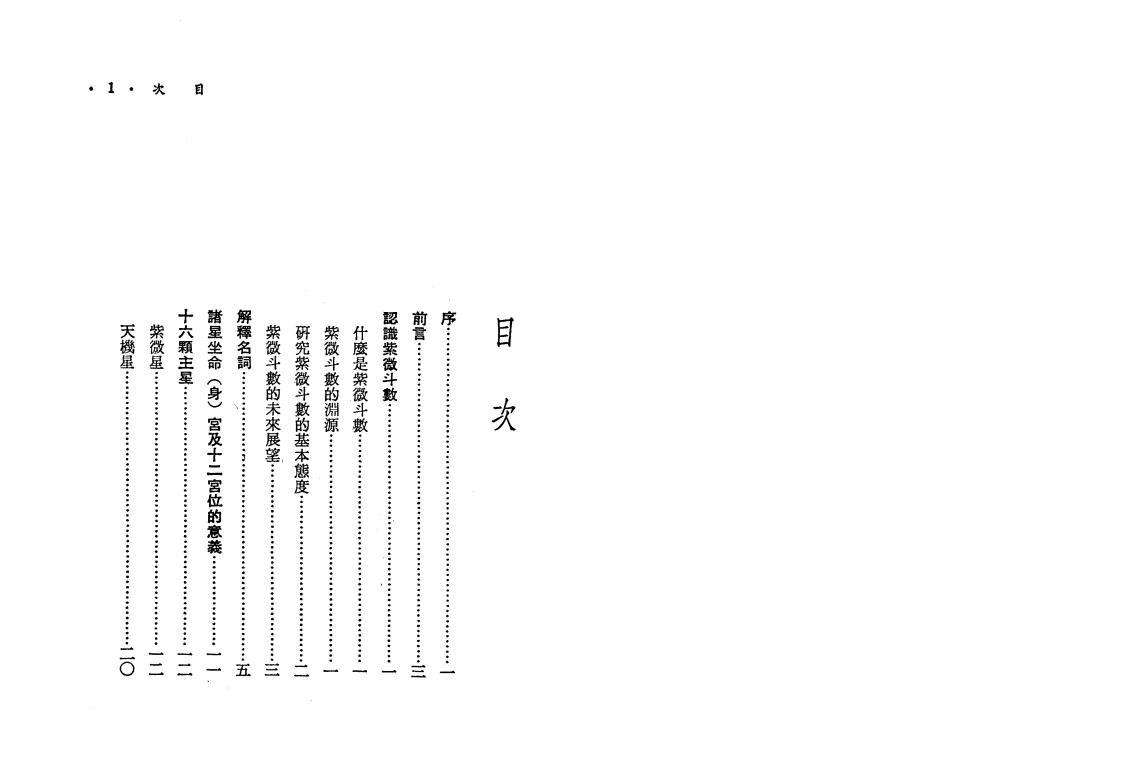 目次 ‧1‧
目次
序……一
前言……三
認識紫微斗數……一
什麼是紫微斗數……一
紫微斗數的淵源……一
研究紫微斗數的基本態度……二
紫微斗數的未來展望……三
解釋名詞……五
諸星坐命（身）宮及十二宮位的意義……一一
十六顆主星……一二
紫微星……一二
天機星……二〇